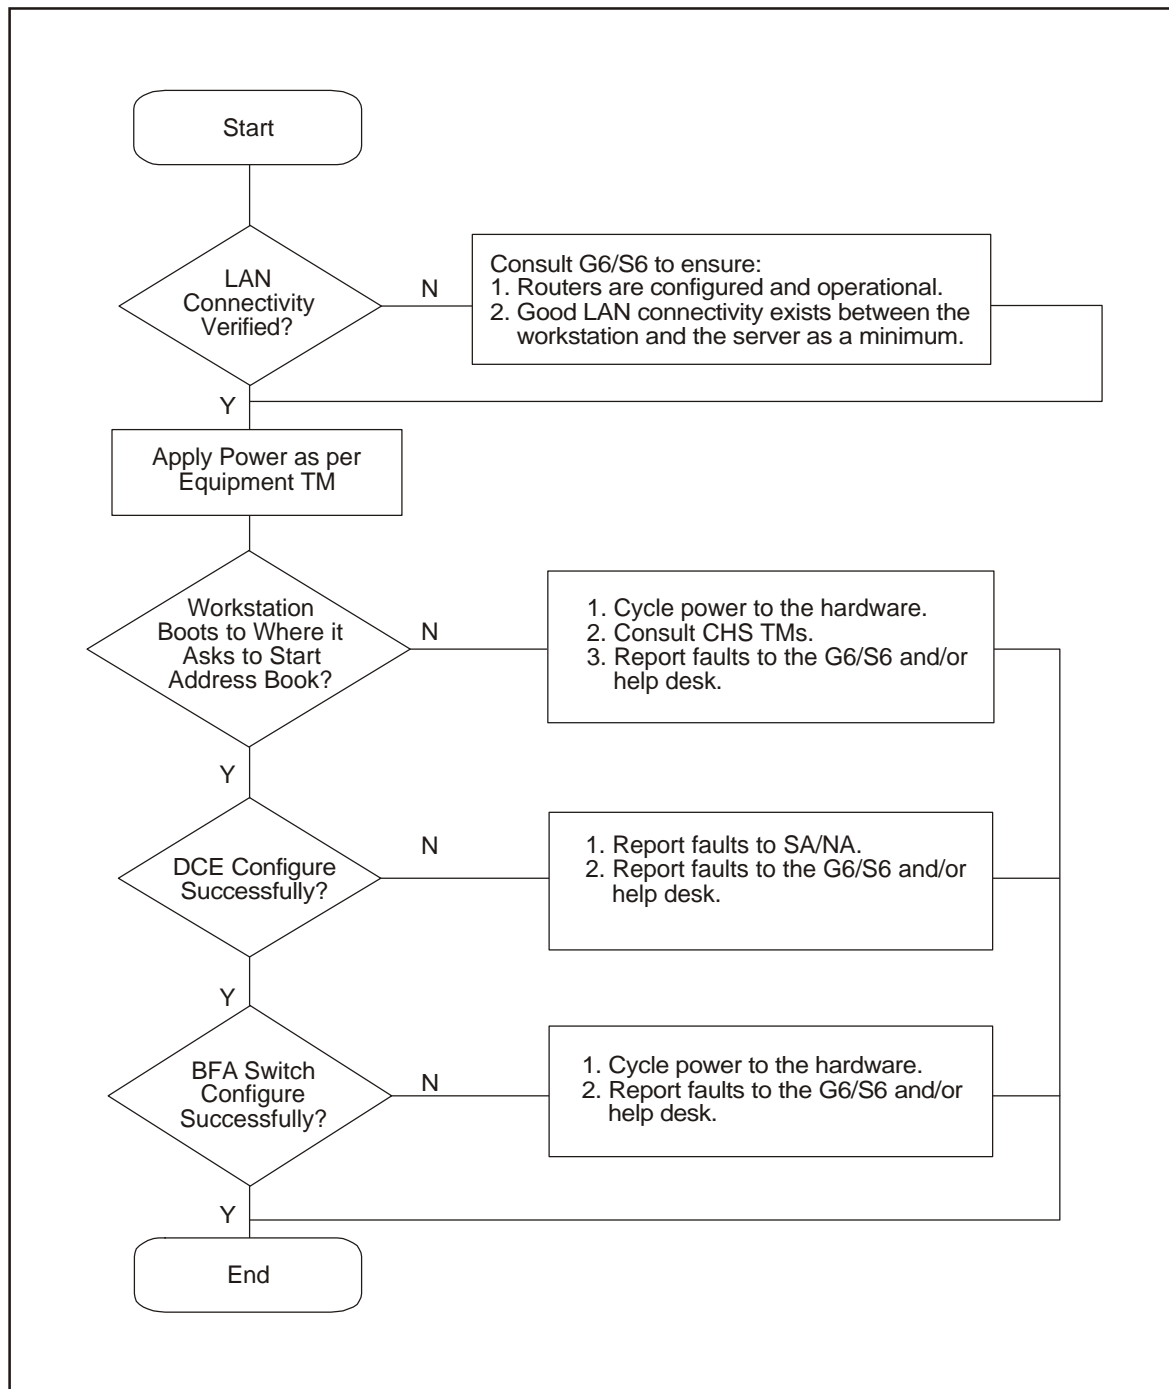 Start
LAN
Connectivity
Verified?
N
Consult G6/S6 to ensure:
1. Routers are configured and operational.
2. Good LAN connectivity exists between the
workstation and the server as a minimum.
Y
Apply Power as per
Equipment TM
Workstation
Boots to Where it
Asks to Start
Address Book?
N
1. Cycle power to the hardware.
2. Consult CHS TMs.
3. Report faults to the G6/S6 and/or
help desk.
Y
DCE Configure
Successfully?
N
1. Report faults to SA/NA.
2. Report faults to the G6/S6 and/or
help desk.
Y
BFA Switch
Configure
Successfully?
N
1. Cycle power to the hardware.
2. Report faults to the G6/S6 and/or
help desk.
Y
End